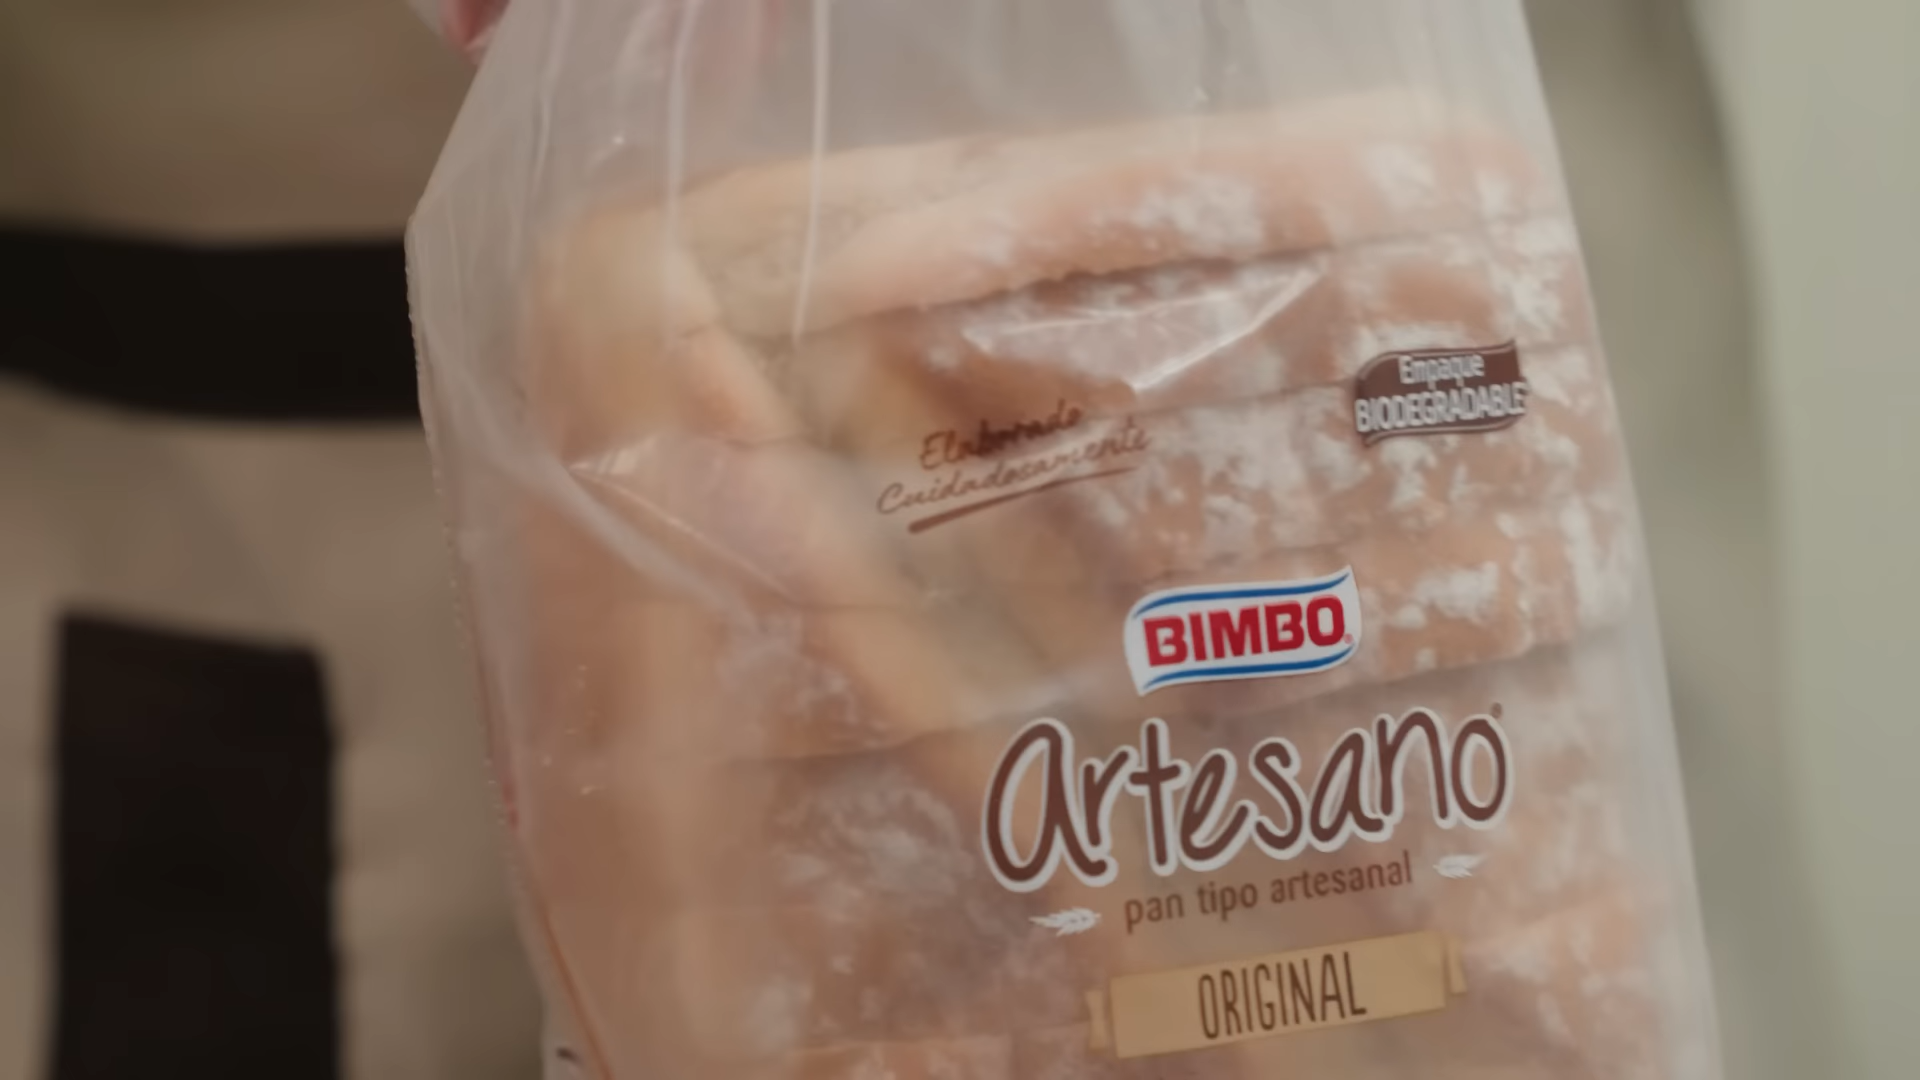 Empaque
BIODEGRADABLE
Elaborado
Cuidadosamente
BIMBO
artesano
pan tipo artesanal
ORIGINAL